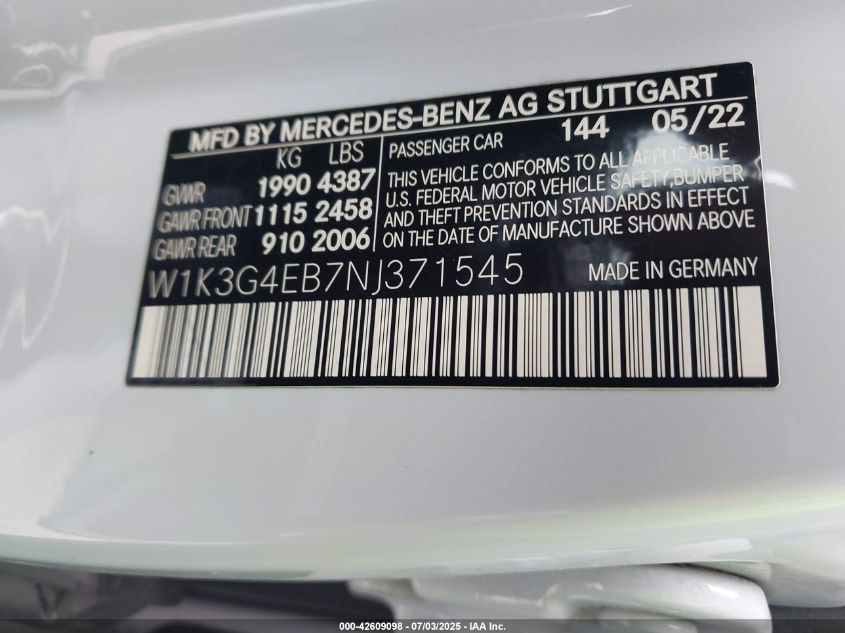 MFD BY MERCEDES-BENZ AG STUTTGART
KG LBS
GVWR 1990 4387
GAWR FRONT 1115 2458
GAWR REAR 910 2006
PASSENGER CAR 144 05/22
THIS VEHICLE CONFORMS TO ALL APPLICABLE
U.S. FEDERAL MOTOR VEHICLE SAFETY,BUMPER
AND THEFT PREVENTION STANDARDS IN EFFECT
ON THE DATE OF MANUFACTURE SHOWN ABOVE
W1K3G4EB7NJ371545 MADE IN GERMANY
000-42609098 - 07/03/2025 - IAA Inc.